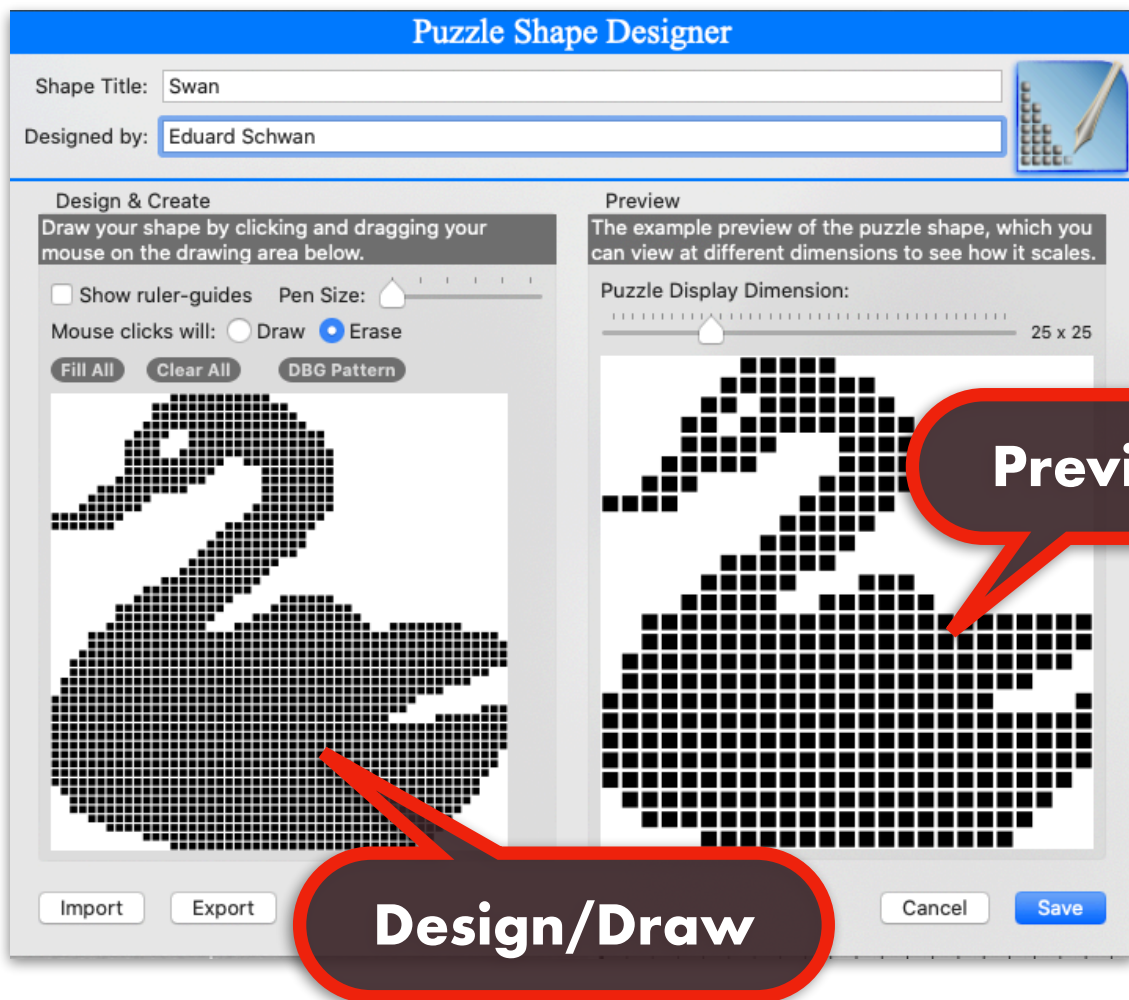 Puzzle Shape Designer
Shape Title: Swan
Designed by: Eduard Schwan
Design & Create
Draw your shape by clicking and dragging your
mouse on the drawing area below.
Show ruler-guides Pen Size:
Mouse clicks will: Draw Erase
Fill All Clear All DBG Pattern
Preview
The example preview of the puzzle shape, which you
can view at different dimensions to see how it scales.
Puzzle Display Dimension:
25 x 25
Previ
Design/Draw
Import Export Cancel Save